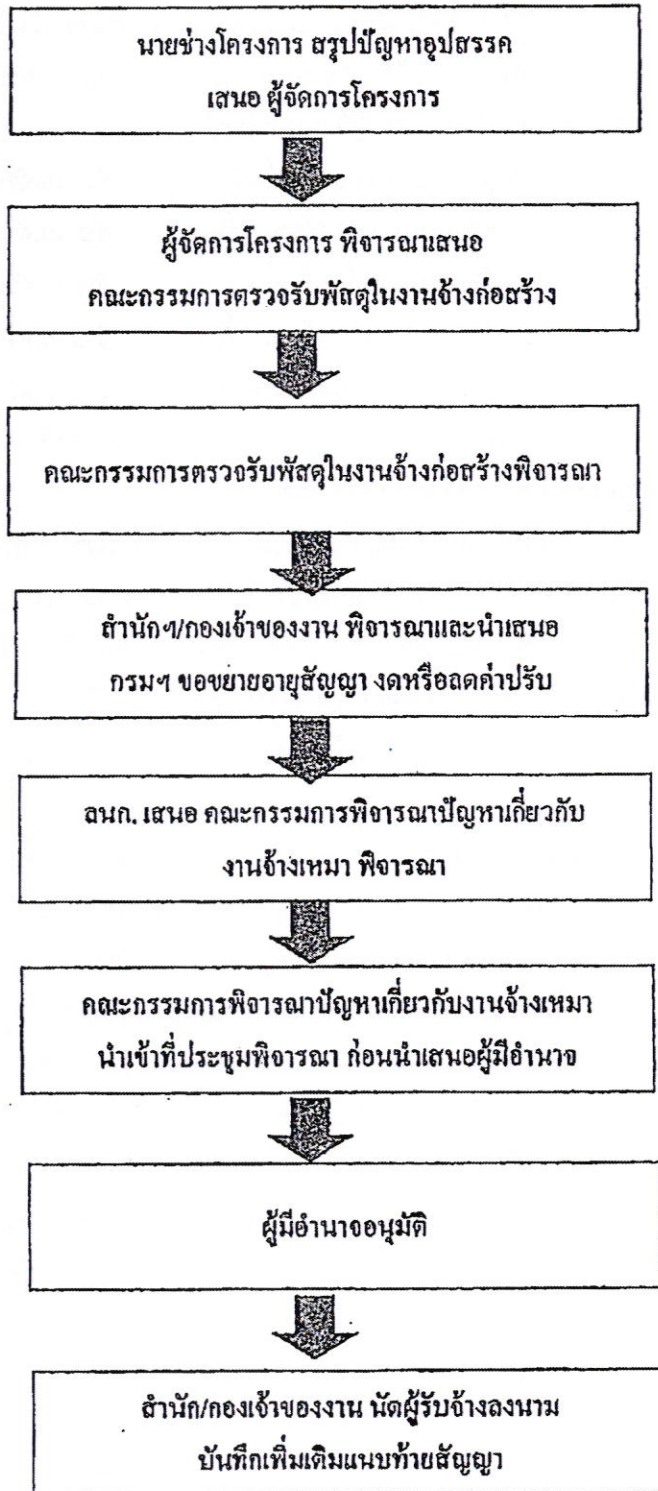 นายช่างโครงการ สรุปปัญหาอุปสรรค
เสนอ ผู้จัดการโครงการ
ผู้จัดการโครงการ พิจารณาเสนอ
คณะกรรมการตรวจรับพัสดุในงานจ้างก่อสร้าง
คณะกรรมการตรวจรับพัสดุในงานจ้างก่อสร้างพิจารณา
สำนักฯ/กองเจ้าของงาน พิจารณาและนำเสนอ
กรมฯ ขอขยายอายุสัญญา งดหรือลดค่าปรับ
ลนก. เสนอ คณะกรรมการพิจารณาปัญหาเกี่ยวกับ
งานจ้างเหมา พิจารณา
คณะกรรมการพิจารณาปัญหาเกี่ยวกับงานจ้างเหมา
นำเข้าที่ประชุมพิจารณา ก่อนนำเสนอผู้มีอำนาจ
ผู้มีอำนาจอนุมัติ
สำนัก/กองเจ้าของงาน นัดผู้รับจ้างลงนาม
บันทึกเพิ่มเติมแนบท้ายสัญญา